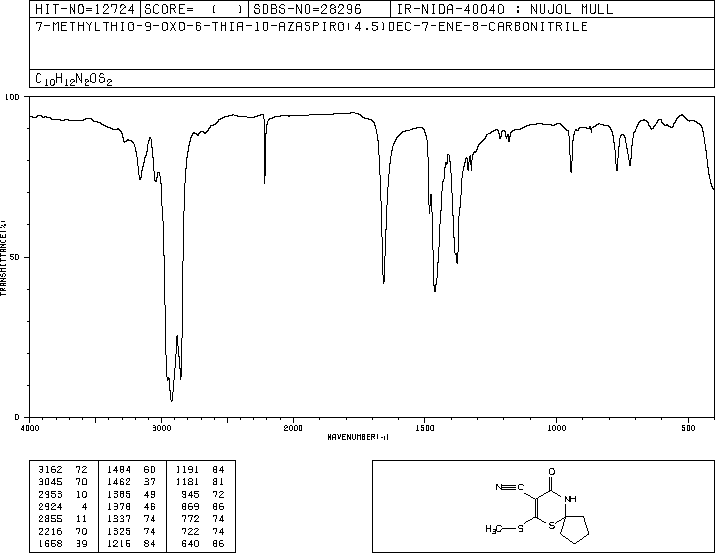 HIT-NO=12724 SCORE= ( ) SDBS-NO=28296 IR-NIDA-40040 : NUJOL MULL
7-METHYLTHIO-9-OXO-6-THIA-10-AZASPIRO(4.5)DEC-7-ENE-8-CARBONITRILE
C10H12N2OS2
100
TRANSMITTANCE(%)
50
0
4000 3000 2000 1500 1000 500
WAVENUMBER(-1)
3162 72 1484 60 1191 84
3045 70 1462 37 1181 81
2953 10 1385 49 945 72
2924 4 1378 46 869 86
2855 11 1337 74 772 74
2216 70 1325 74 722 74
1658 39 1216 84 640 86
O
N C NH
H3C S S